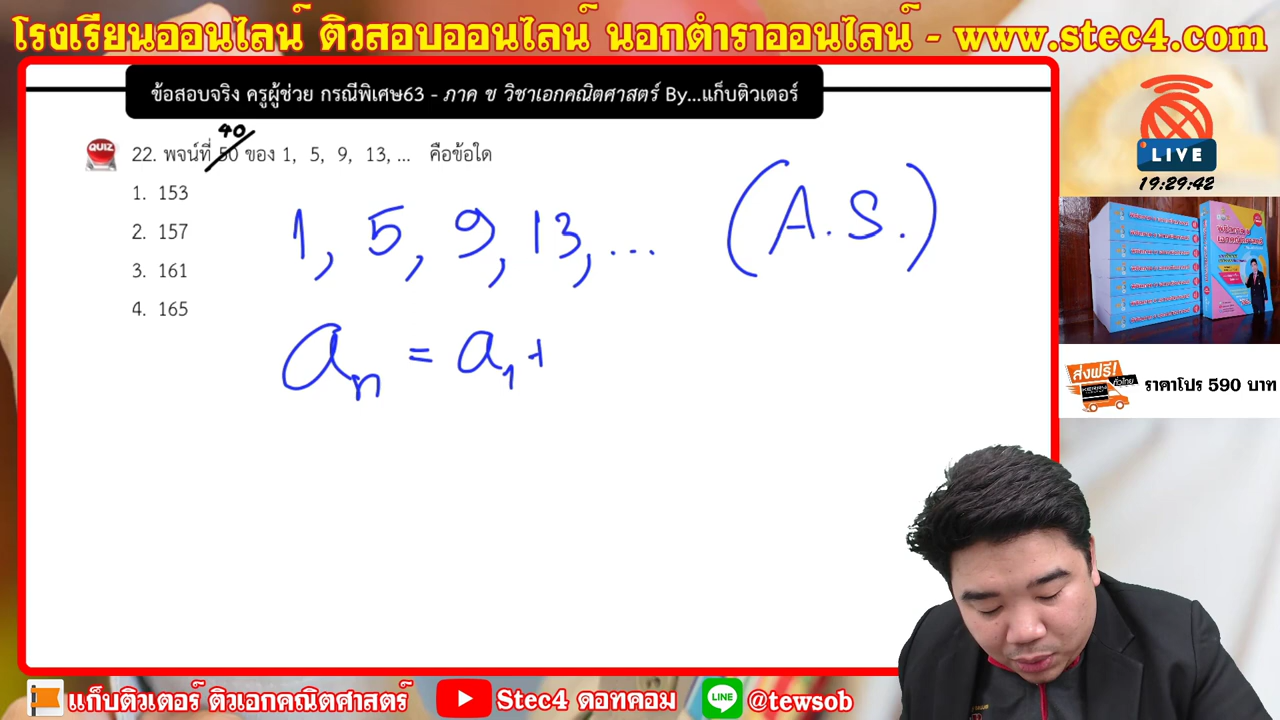 โรงเรียนออนไลน์ ติวสอบออนไลน์ นอกตำราออนไลน์ - www.stec4.com
ข้อสอบจริง ครูผู้ช่วย กรณีพิเศษ63 - ภาค ข วิชาเอกคณิตศาสตร์ By...แก็บติวเตอร์
LIVE
19:29:42
40
QUIZ 22. พจน์ที่ 50 ของ 1, 5, 9, 13, ... คือข้อใด
1. 153
2. 157
3. 161
4. 165
1, 5, 9, 13, ... (A.S.)
an = a1 +
ส่งฟรี!
ทั่วไทย
ราคาโปร 590 บาท
แก็บติวเตอร์ ติวเอกคณิตศาสตร์ Stec4 ดอทคอม LINE @tewsob